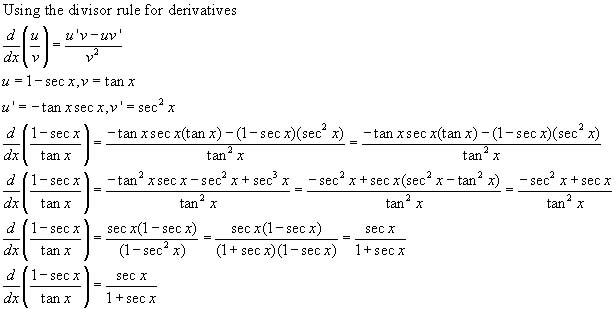 Using the divisor rule for derivatives
d/dx (u/v) = (u'v − uv')/v²
u = 1 − sec x, v = tan x
u' = − tan x sec x, v' = sec² x
d/dx ((1 − sec x)/tan x) = (− tan x sec x(tan x) − (1 − sec x)(sec² x))/tan² x = (− tan x sec x(tan x) − (1 − sec x)(sec² x))/tan² x
d/dx ((1 − sec x)/tan x) = (− tan² x sec x − sec² x + sec³ x)/tan² x = (− sec² x + sec x(sec² x − tan² x))/tan² x = (− sec² x + sec x)/tan² x
d/dx ((1 − sec x)/tan x) = (sec x(1 − sec x))/((1 − sec² x)) = (sec x(1 − sec x))/((1 + sec x)(1 − sec x)) = sec x/(1 + sec x)
d/dx ((1 − sec x)/tan x) = sec x/(1 + sec x)